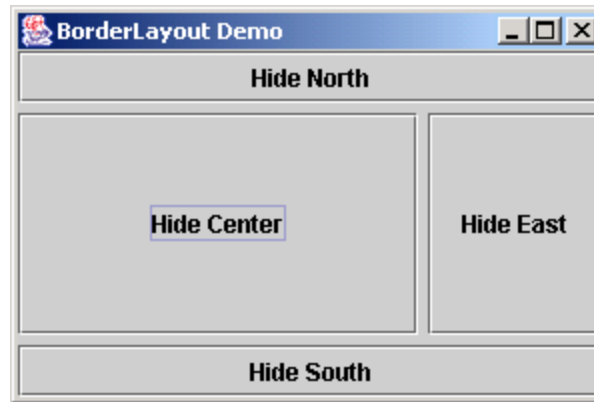 BorderLayout Demo
Hide North
Hide Center
Hide East
Hide South